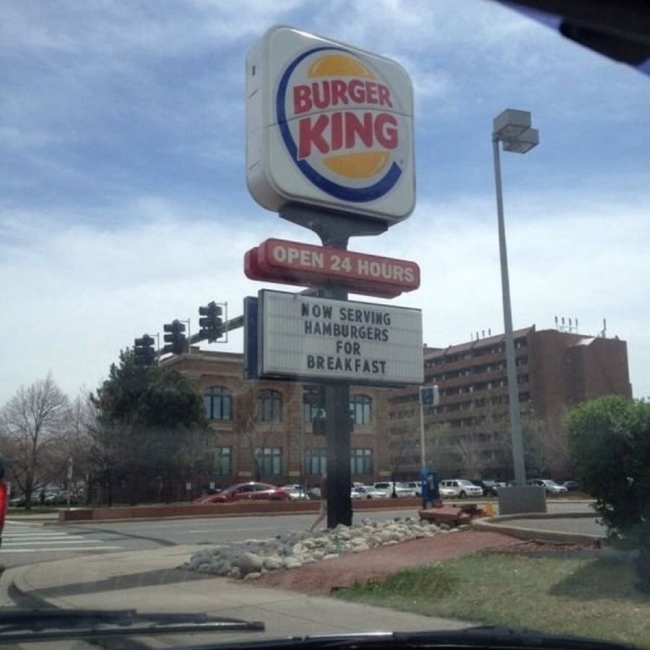 BURGER
KING
OPEN 24 HOURS
NOW SERVING
HAMBURGERS
FOR
BREAKFAST